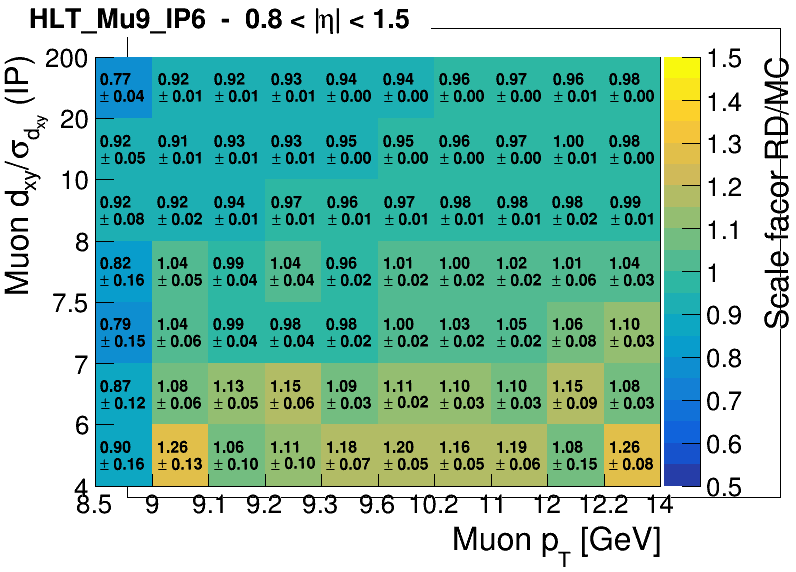 HLT_Mu9_IP6 - 0.8 < |η| < 1.5
Muon d_xy/σ_d_xy (IP)
200
0.77 0.92 0.92 0.93 0.94 0.94 0.96 0.97 0.96 0.98
± 0.04 ± 0.01 ± 0.01 ± 0.01 ± 0.00 ± 0.00 ± 0.00 ± 0.00 ± 0.01 ± 0.00
20
0.92 0.91 0.93 0.93 0.95 0.95 0.96 0.97 1.00 0.98
± 0.05 ± 0.01 ± 0.01 ± 0.01 ± 0.00 ± 0.00 ± 0.00 ± 0.00 ± 0.01 ± 0.00
10
0.92 0.92 0.94 0.97 0.96 0.97 0.98 0.98 0.98 0.99
± 0.08 ± 0.02 ± 0.01 ± 0.01 ± 0.01 ± 0.01 ± 0.01 ± 0.01 ± 0.02 ± 0.01
8
0.82 1.04 0.99 1.04 0.96 1.01 1.00 1.02 1.01 1.04
± 0.16 ± 0.05 ± 0.04 ± 0.04 ± 0.02 ± 0.02 ± 0.02 ± 0.02 ± 0.06 ± 0.03
7.5
0.79 1.04 0.99 0.98 0.98 1.00 1.03 1.05 1.06 1.10
± 0.15 ± 0.06 ± 0.04 ± 0.04 ± 0.02 ± 0.02 ± 0.02 ± 0.02 ± 0.08 ± 0.03
7
0.87 1.08 1.13 1.15 1.09 1.11 1.10 1.10 1.15 1.08
± 0.12 ± 0.06 ± 0.05 ± 0.06 ± 0.03 ± 0.02 ± 0.03 ± 0.03 ± 0.09 ± 0.03
6
0.90 1.26 1.06 1.11 1.18 1.20 1.16 1.19 1.08 1.26
± 0.16 ± 0.13 ± 0.10 ± 0.10 ± 0.07 ± 0.05 ± 0.05 ± 0.06 ± 0.15 ± 0.08
4
8.5 9 9.1 9.2 9.3 9.6 10.2 11 12 12.2 14
Muon p_T [GeV]
1.5
1.4
1.3
1.2
1.1
1
0.9
0.8
0.7
0.6
0.5
Scale facor RD/MC